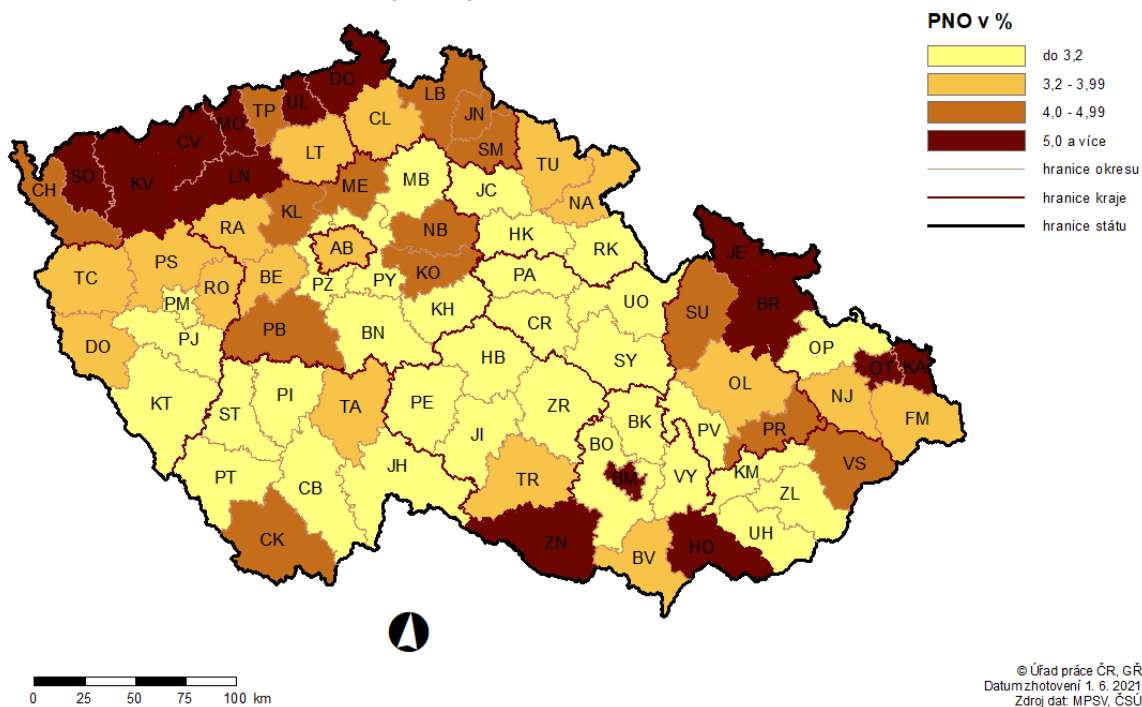 PNO v %
do 3,2
3,2 - 3,99
4,0 - 4,99
5,0 a více
hranice okresu
hranice kraje
hranice státu
DC
UL
TP
MO
CV
SO
KV
CH
LN
LT
CL
LB
JN
SM
TU
NA
ME
MB
JC
KL
RA
AB
NB
HK
RK
TC
PS
RO
BE
PZ
PY
KO
PA
UO
PM
PJ
DO
PB
BN
KH
CR
SU
JE
BR
HB
SY
OP
OT
KA
KT
ST
PI
TA
PE
ZR
OL
NJ
FM
JI
BK
BO
PV
PR
VS
PT
CB
JH
TR
BM
VY
KM
ZL
CK
ZN
BV
HO
UH
0 25 50 75 100 km
© Úřad práce ČR, GŘ
Datum zhotovení 1. 6. 2021
Zdroj dat: MPSV, ČSÚ